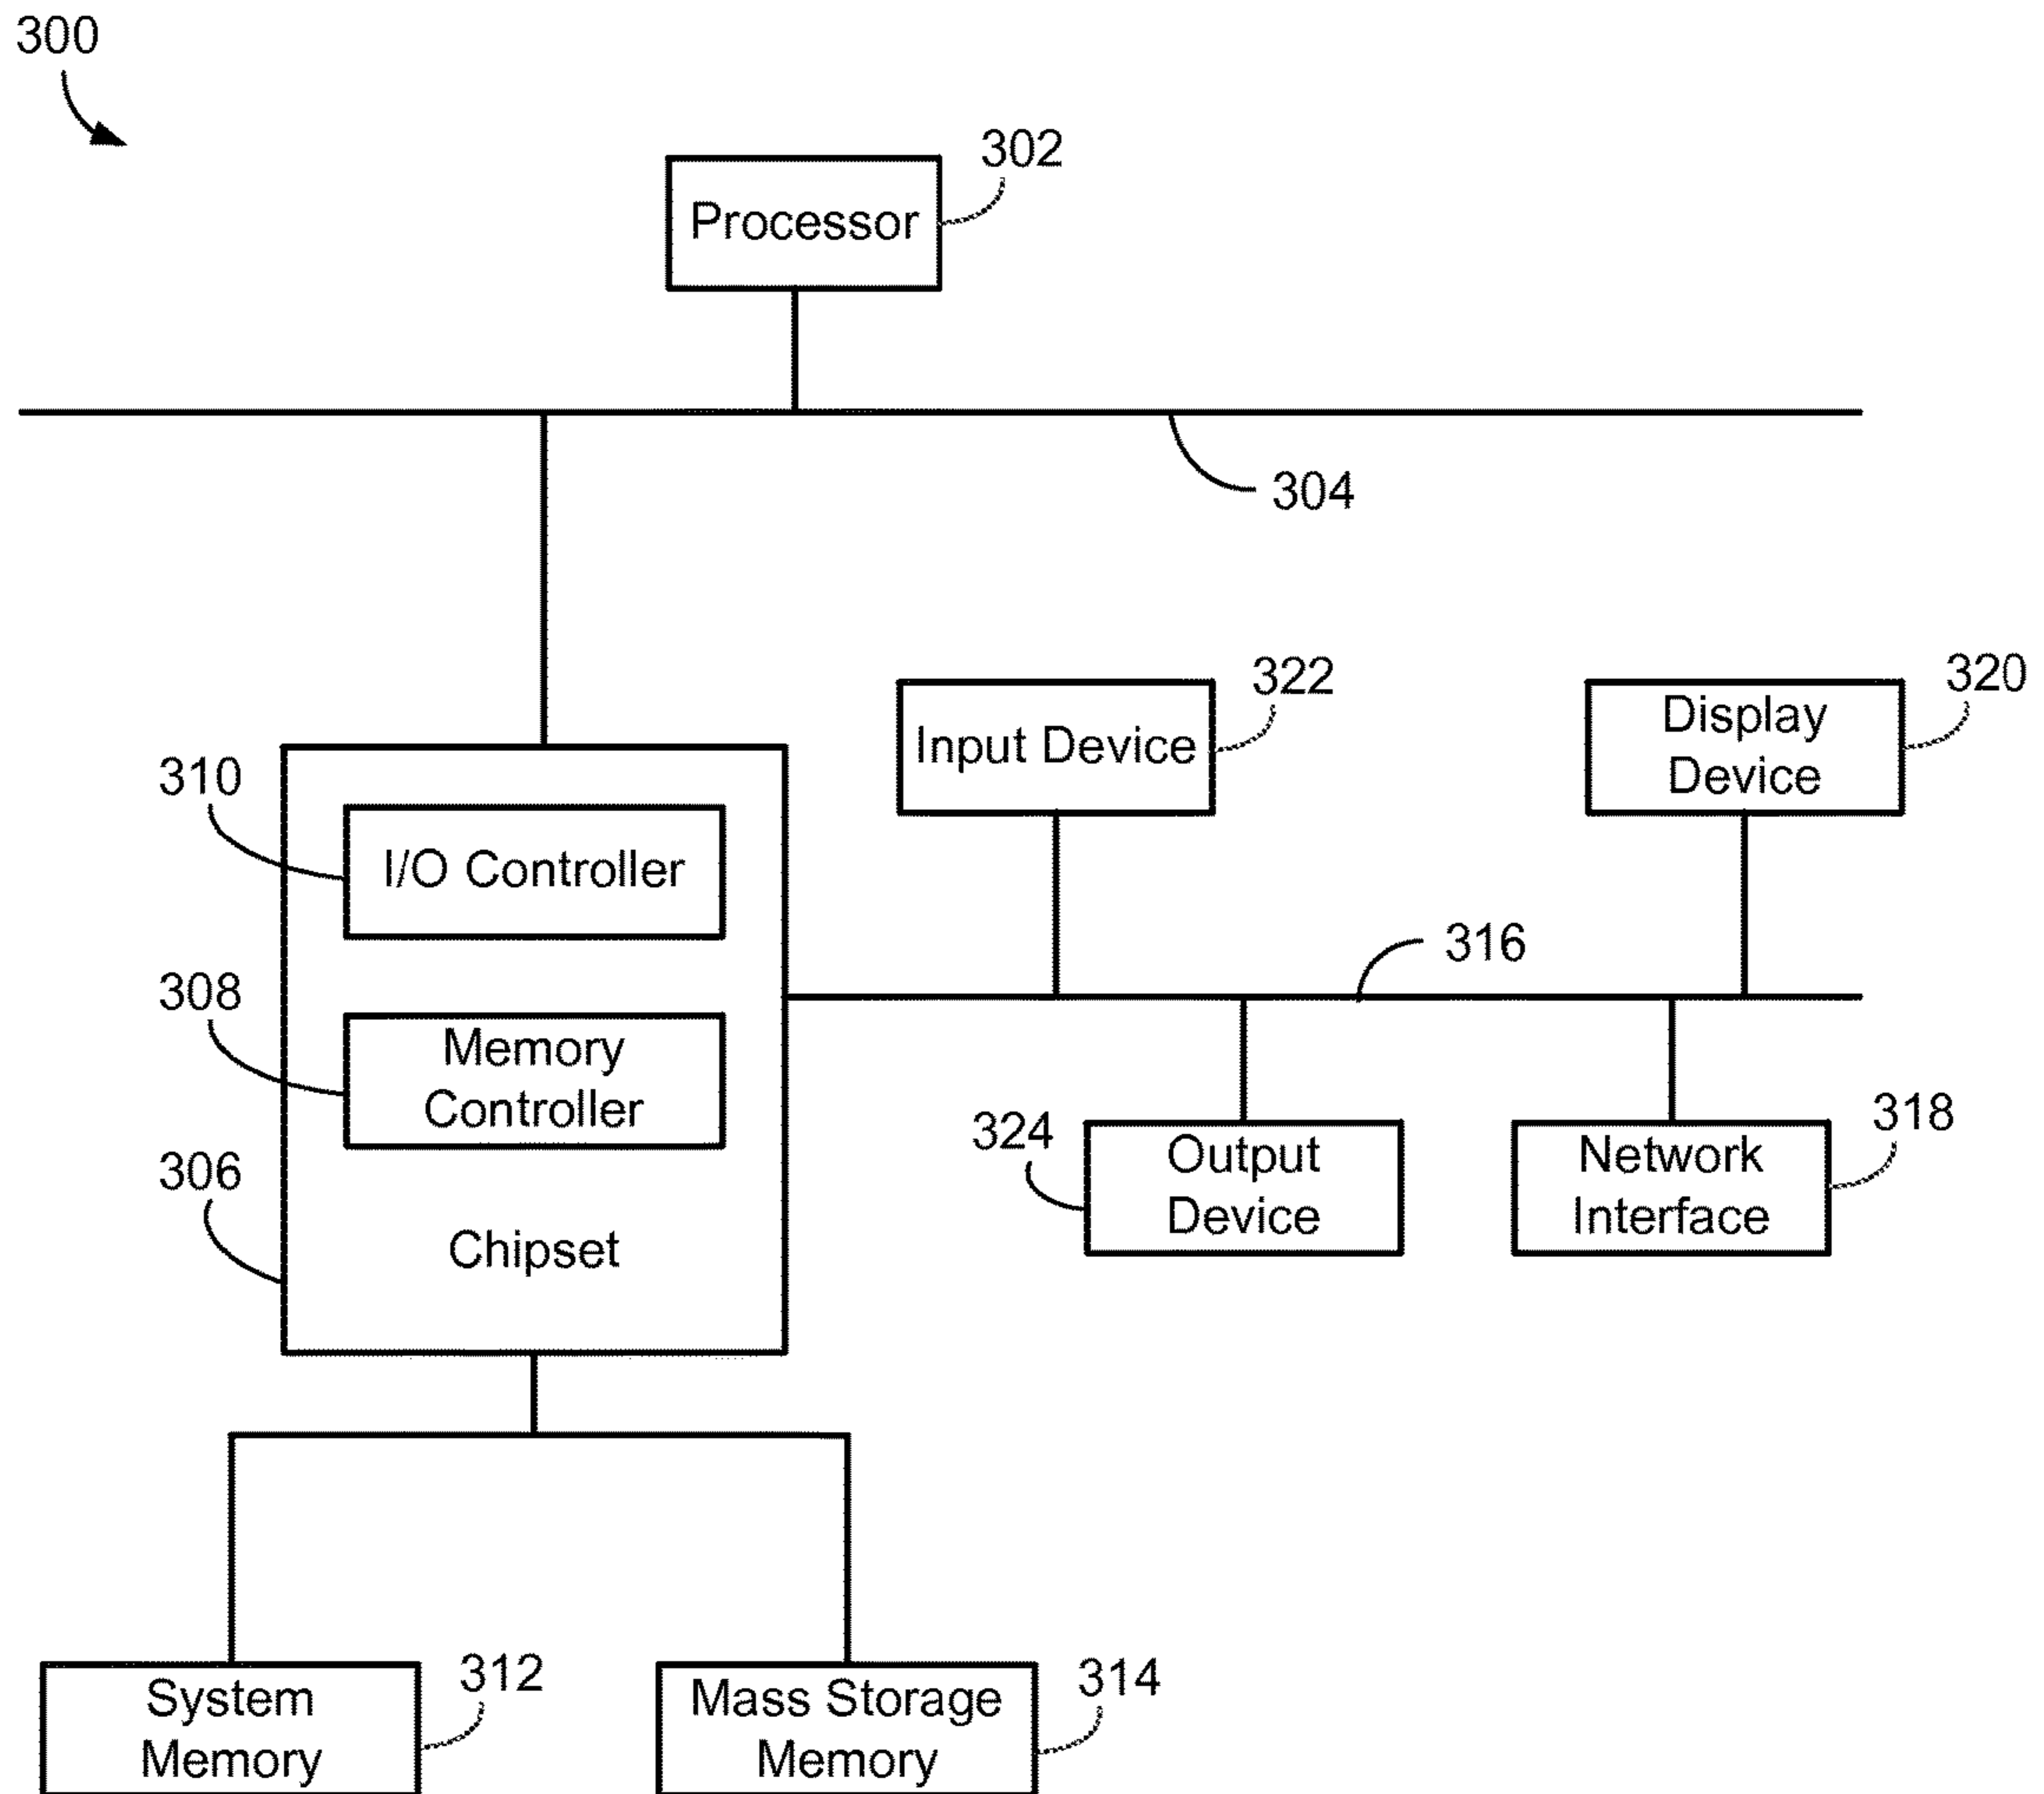 300
302
Processor
304
322
Input Device
320
Display
Device
310
I/O Controller
316
308
Memory
Controller
306
Chipset
324
Output
Device
318
Network
Interface
312
System
Memory
314
Mass Storage
Memory